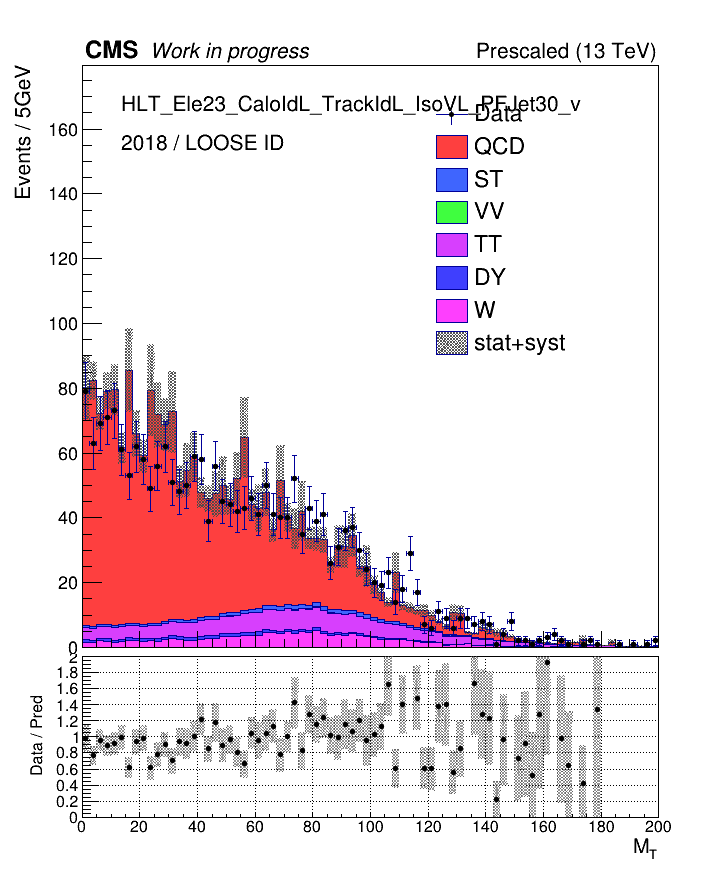 CMS Work in progress Prescaled (13 TeV)
Events / 5GeV
HLT_Ele23_CaloIdL_TrackIdL_IsoVL_PFJet30_v
2018 / LOOSE ID
Data
QCD
ST
VV
TT
DY
W
stat+syst
160
140
120
100
80
60
40
20
0
Data / Pred
2
1.8
1.6
1.4
1.2
1
0.8
0.6
0.4
0.2
0
0 20 40 60 80 100 120 140 160 180 200
M_T